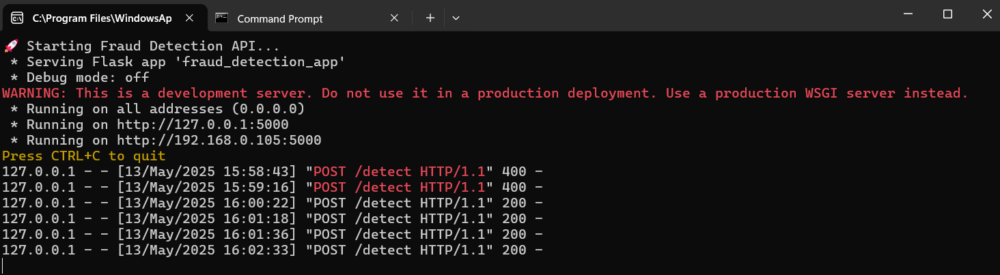 C:\Program Files\WindowsAp
Command Prompt
🚀 Starting Fraud Detection API...
 * Serving Flask app 'fraud_detection_app'
 * Debug mode: off
WARNING: This is a development server. Do not use it in a production deployment. Use a production WSGI server instead.
 * Running on all addresses (0.0.0.0)
 * Running on http://127.0.0.1:5000
 * Running on http://192.168.0.105:5000
Press CTRL+C to quit
127.0.0.1 - - [13/May/2025 15:58:43] "POST /detect HTTP/1.1" 400 -
127.0.0.1 - - [13/May/2025 15:59:16] "POST /detect HTTP/1.1" 400 -
127.0.0.1 - - [13/May/2025 16:00:22] "POST /detect HTTP/1.1" 200 -
127.0.0.1 - - [13/May/2025 16:01:18] "POST /detect HTTP/1.1" 200 -
127.0.0.1 - - [13/May/2025 16:01:36] "POST /detect HTTP/1.1" 200 -
127.0.0.1 - - [13/May/2025 16:02:33] "POST /detect HTTP/1.1" 200 -